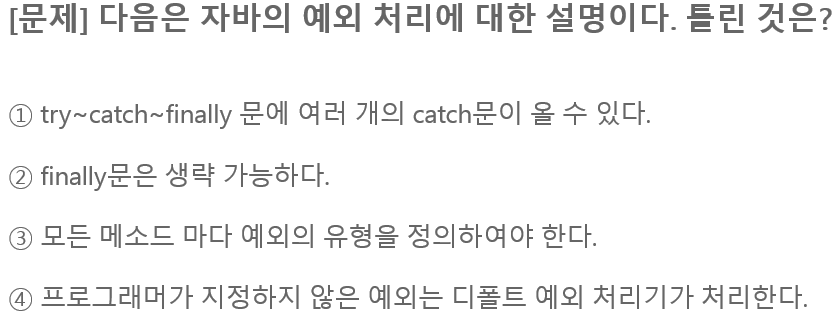 [문제] 다음은 자바의 예외 처리에 대한 설명이다. 틀린 것은?
① try~catch~finally 문에 여러 개의 catch문이 올 수 있다.
② finally문은 생략 가능하다.
③ 모든 메소드 마다 예외의 유형을 정의하여야 한다.
④ 프로그래머가 지정하지 않은 예외는 디폴트 예외 처리기가 처리한다.